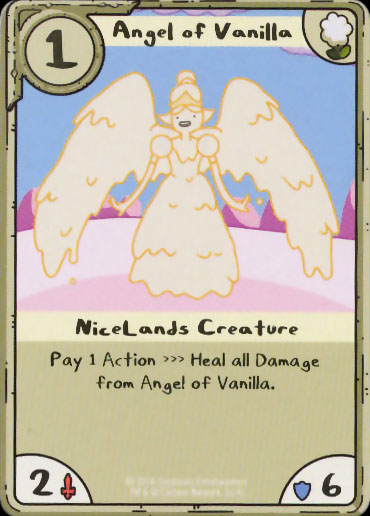 1
Angel of Vanilla
NiceLands Creature
Pay 1 Action >>> Heal all Damage
from Angel of Vanilla.
2
6